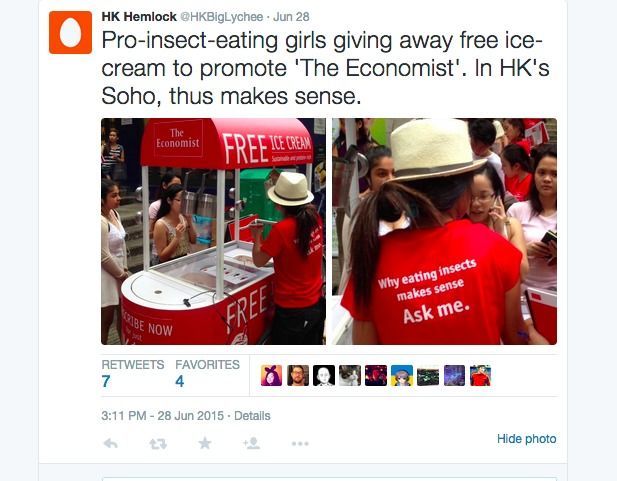 HK Hemlock @HKBigLychee · Jun 28
Pro-insect-eating girls giving away free ice-
cream to promote 'The Economist'. In HK's
Soho, thus makes sense.
The
Economist
FREE ICE CREAM
FREE
CRIBE NOW
Why eating insects
makes sense
Ask me.
RETWEETS FAVORITES
7 4
3:11 PM - 28 Jun 2015 · Details
Hide photo